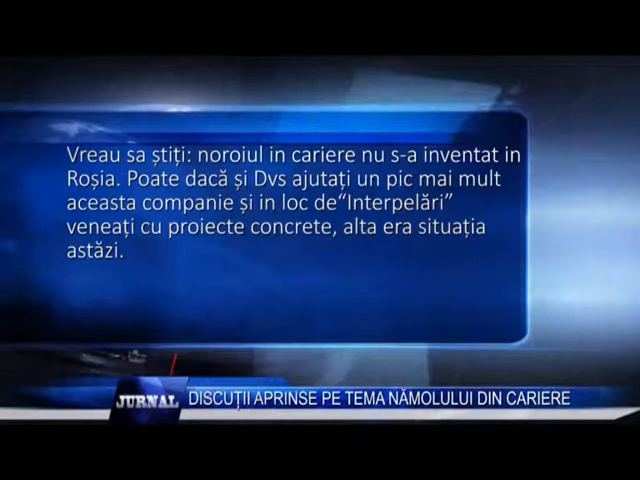 Vreau sa știți: noroiul in cariere nu s-a inventat in
Roșia. Poate dacă și Dvs ajutați un pic mai mult
aceasta companie și in loc de“Interpelări”
veneați cu proiecte concrete, alta era situația
astăzi.
JURNAL
DISCUȚII APRINSE PE TEMA NĂMOLULUI DIN CARIERE